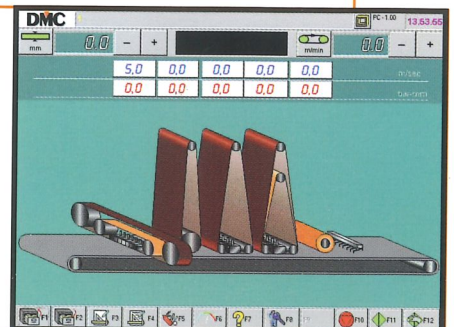 DMC PC - 1.00 13.53.55
mm 0.0 - + m/min 0.0 - +
5,0 0,0 0,0 0,0 0,0 m/sec
0,0 0,0 0,0 0,0 0,0
F1 F2 F3 F4 F5 F6 F7 F8 F10 F11 F12